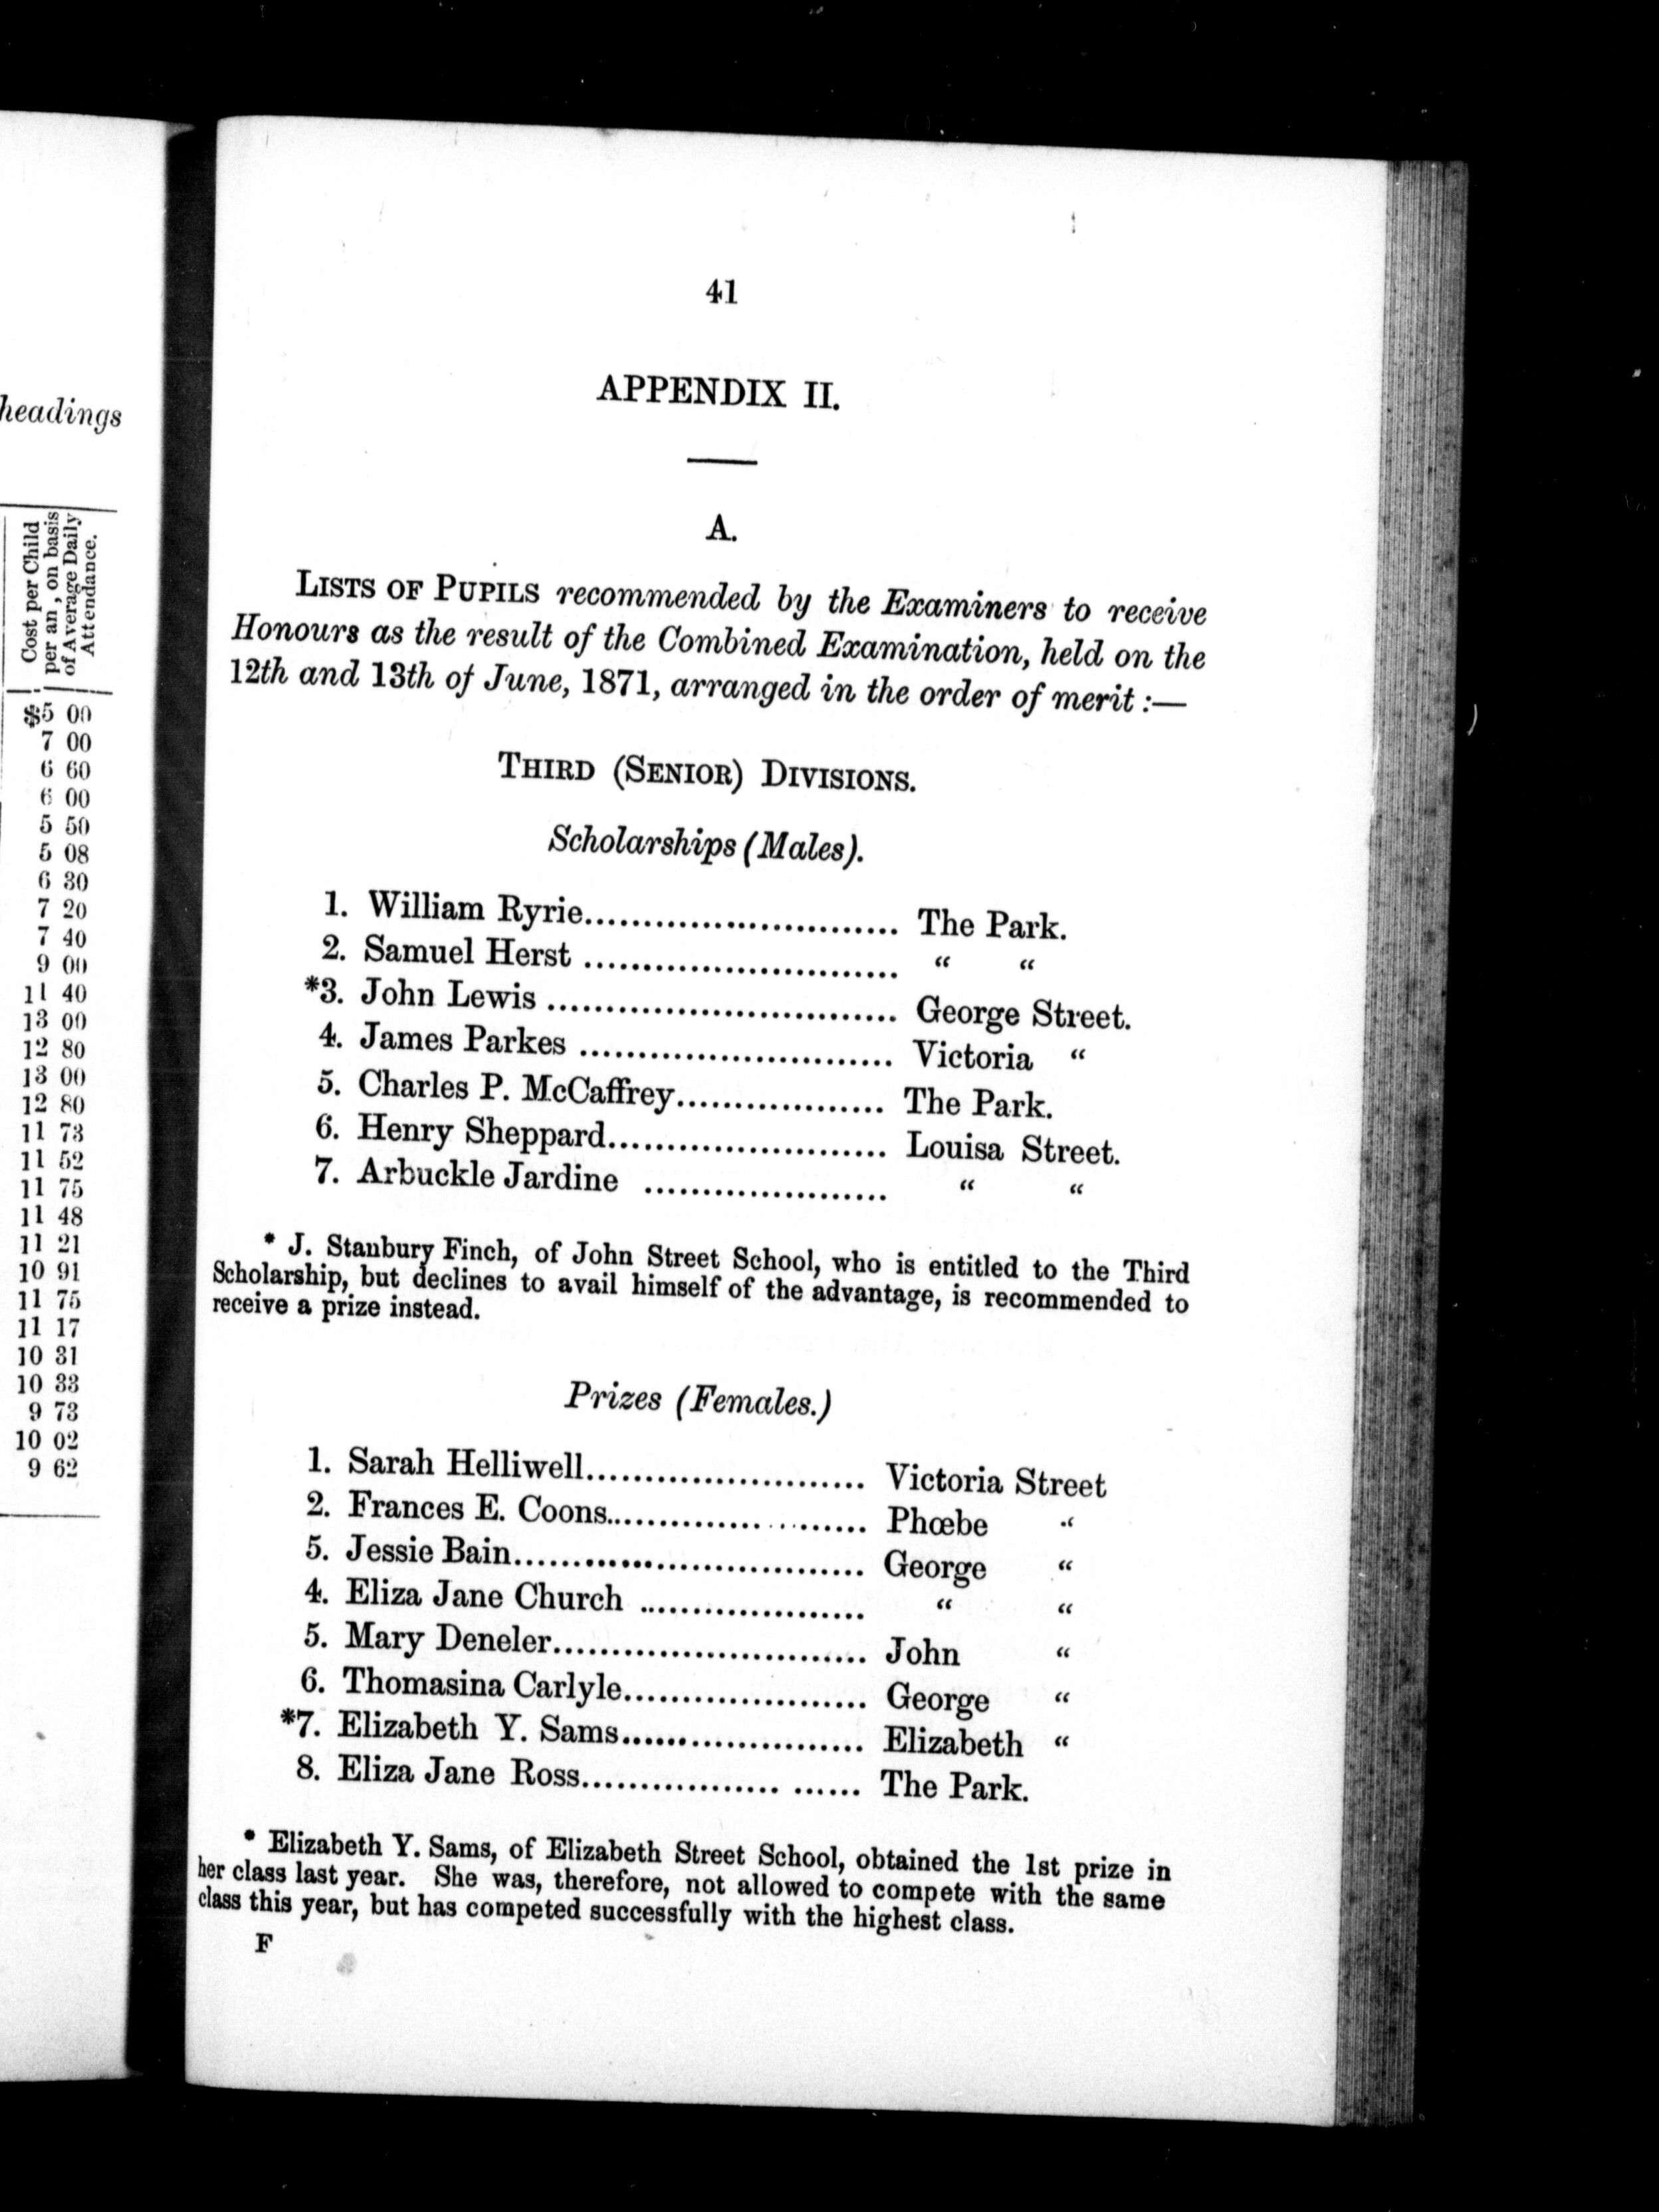 headings
Cost per Child
per an, on basis
of Average Daily
Attendance.
$5 00
7 00
6 60
6 00
5 50
5 08
6 30
7 20
7 40
9 00
11 40
13 00
12 80
13 00
12 80
11 73
11 52
11 75
11 48
11 21
10 91
11 75
11 17
10 31
10 33
9 73
10 02
9 62
41
APPENDIX II.
A.
LISTS OF PUPILS recommended by the Examiners to receive
Honours as the result of the Combined Examination, held on the
12th and 13th of June, 1871, arranged in the order of merit :—
THIRD (SENIOR) DIVISIONS.
Scholarships (Males).
1. William Ryrie.......................... The Park.
2. Samuel Herst .......................... “ “
*3. John Lewis ............................. George Street.
4. James Parkes .......................... Victoria “
5. Charles P. McCaffrey.................. The Park.
6. Henry Sheppard........................ Louisa Street.
7. Arbuckle Jardine ..................... “ “
* J. Stanbury Finch, of John Street School, who is entitled to the Third
Scholarship, but declines to avail himself of the advantage, is recommended to
receive a prize instead.
Prizes (Females.)
1. Sarah Helliwell........................ Victoria Street
2. Frances E. Coons...................... Phœbe “
5. Jessie Bain.............................. George “
4. Eliza Jane Church ................... “ “
5. Mary Deneler........................... John “
6. Thomasina Carlyle..................... George “
*7. Elizabeth Y. Sams..................... Elizabeth “
8. Eliza Jane Ross................. ...... The Park.
* Elizabeth Y. Sams, of Elizabeth Street School, obtained the 1st prize in
her class last year. She was, therefore, not allowed to compete with the same
class this year, but has competed successfully with the highest class.
F